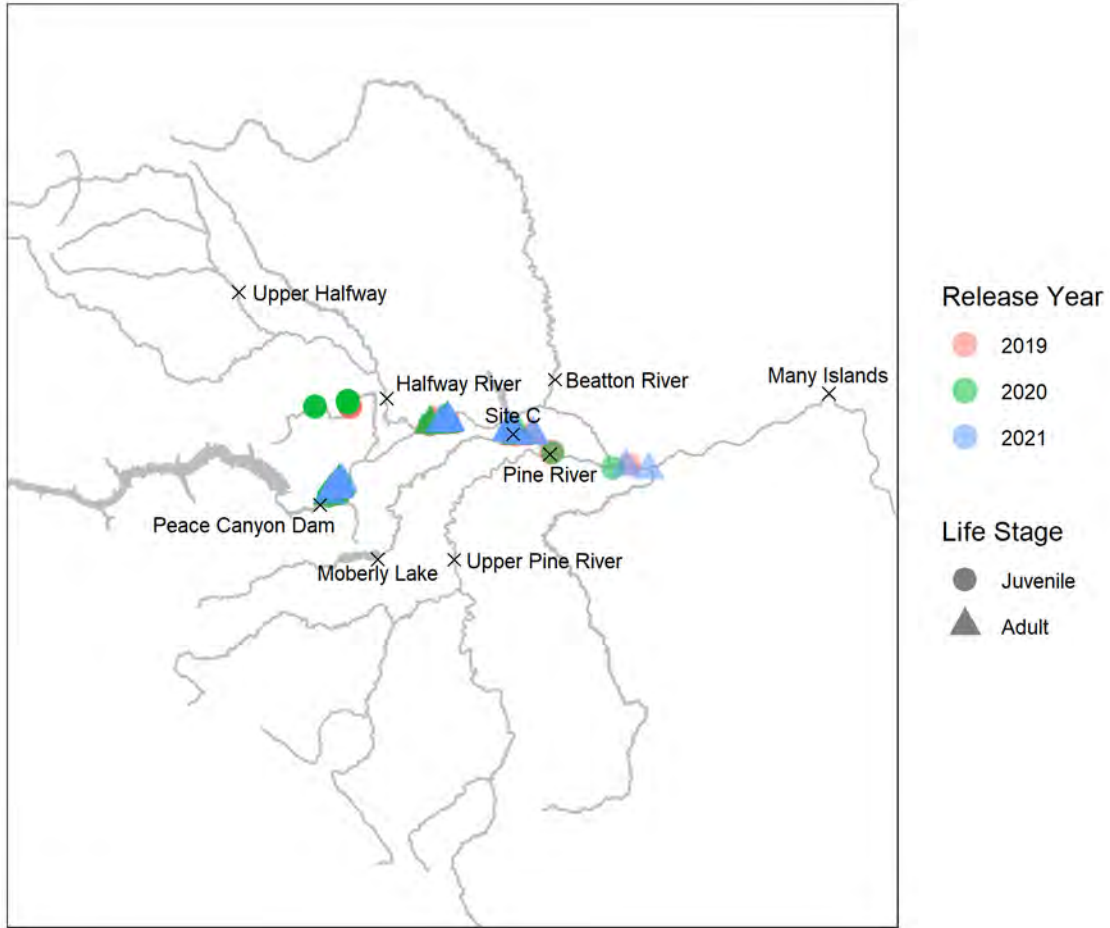 Upper Halfway
Halfway River
Beatton River
Many Islands
Site C
Pine River
Peace Canyon Dam
Moberly Lake
Upper Pine River
Release Year
2019
2020
2021
Life Stage
Juvenile
Adult